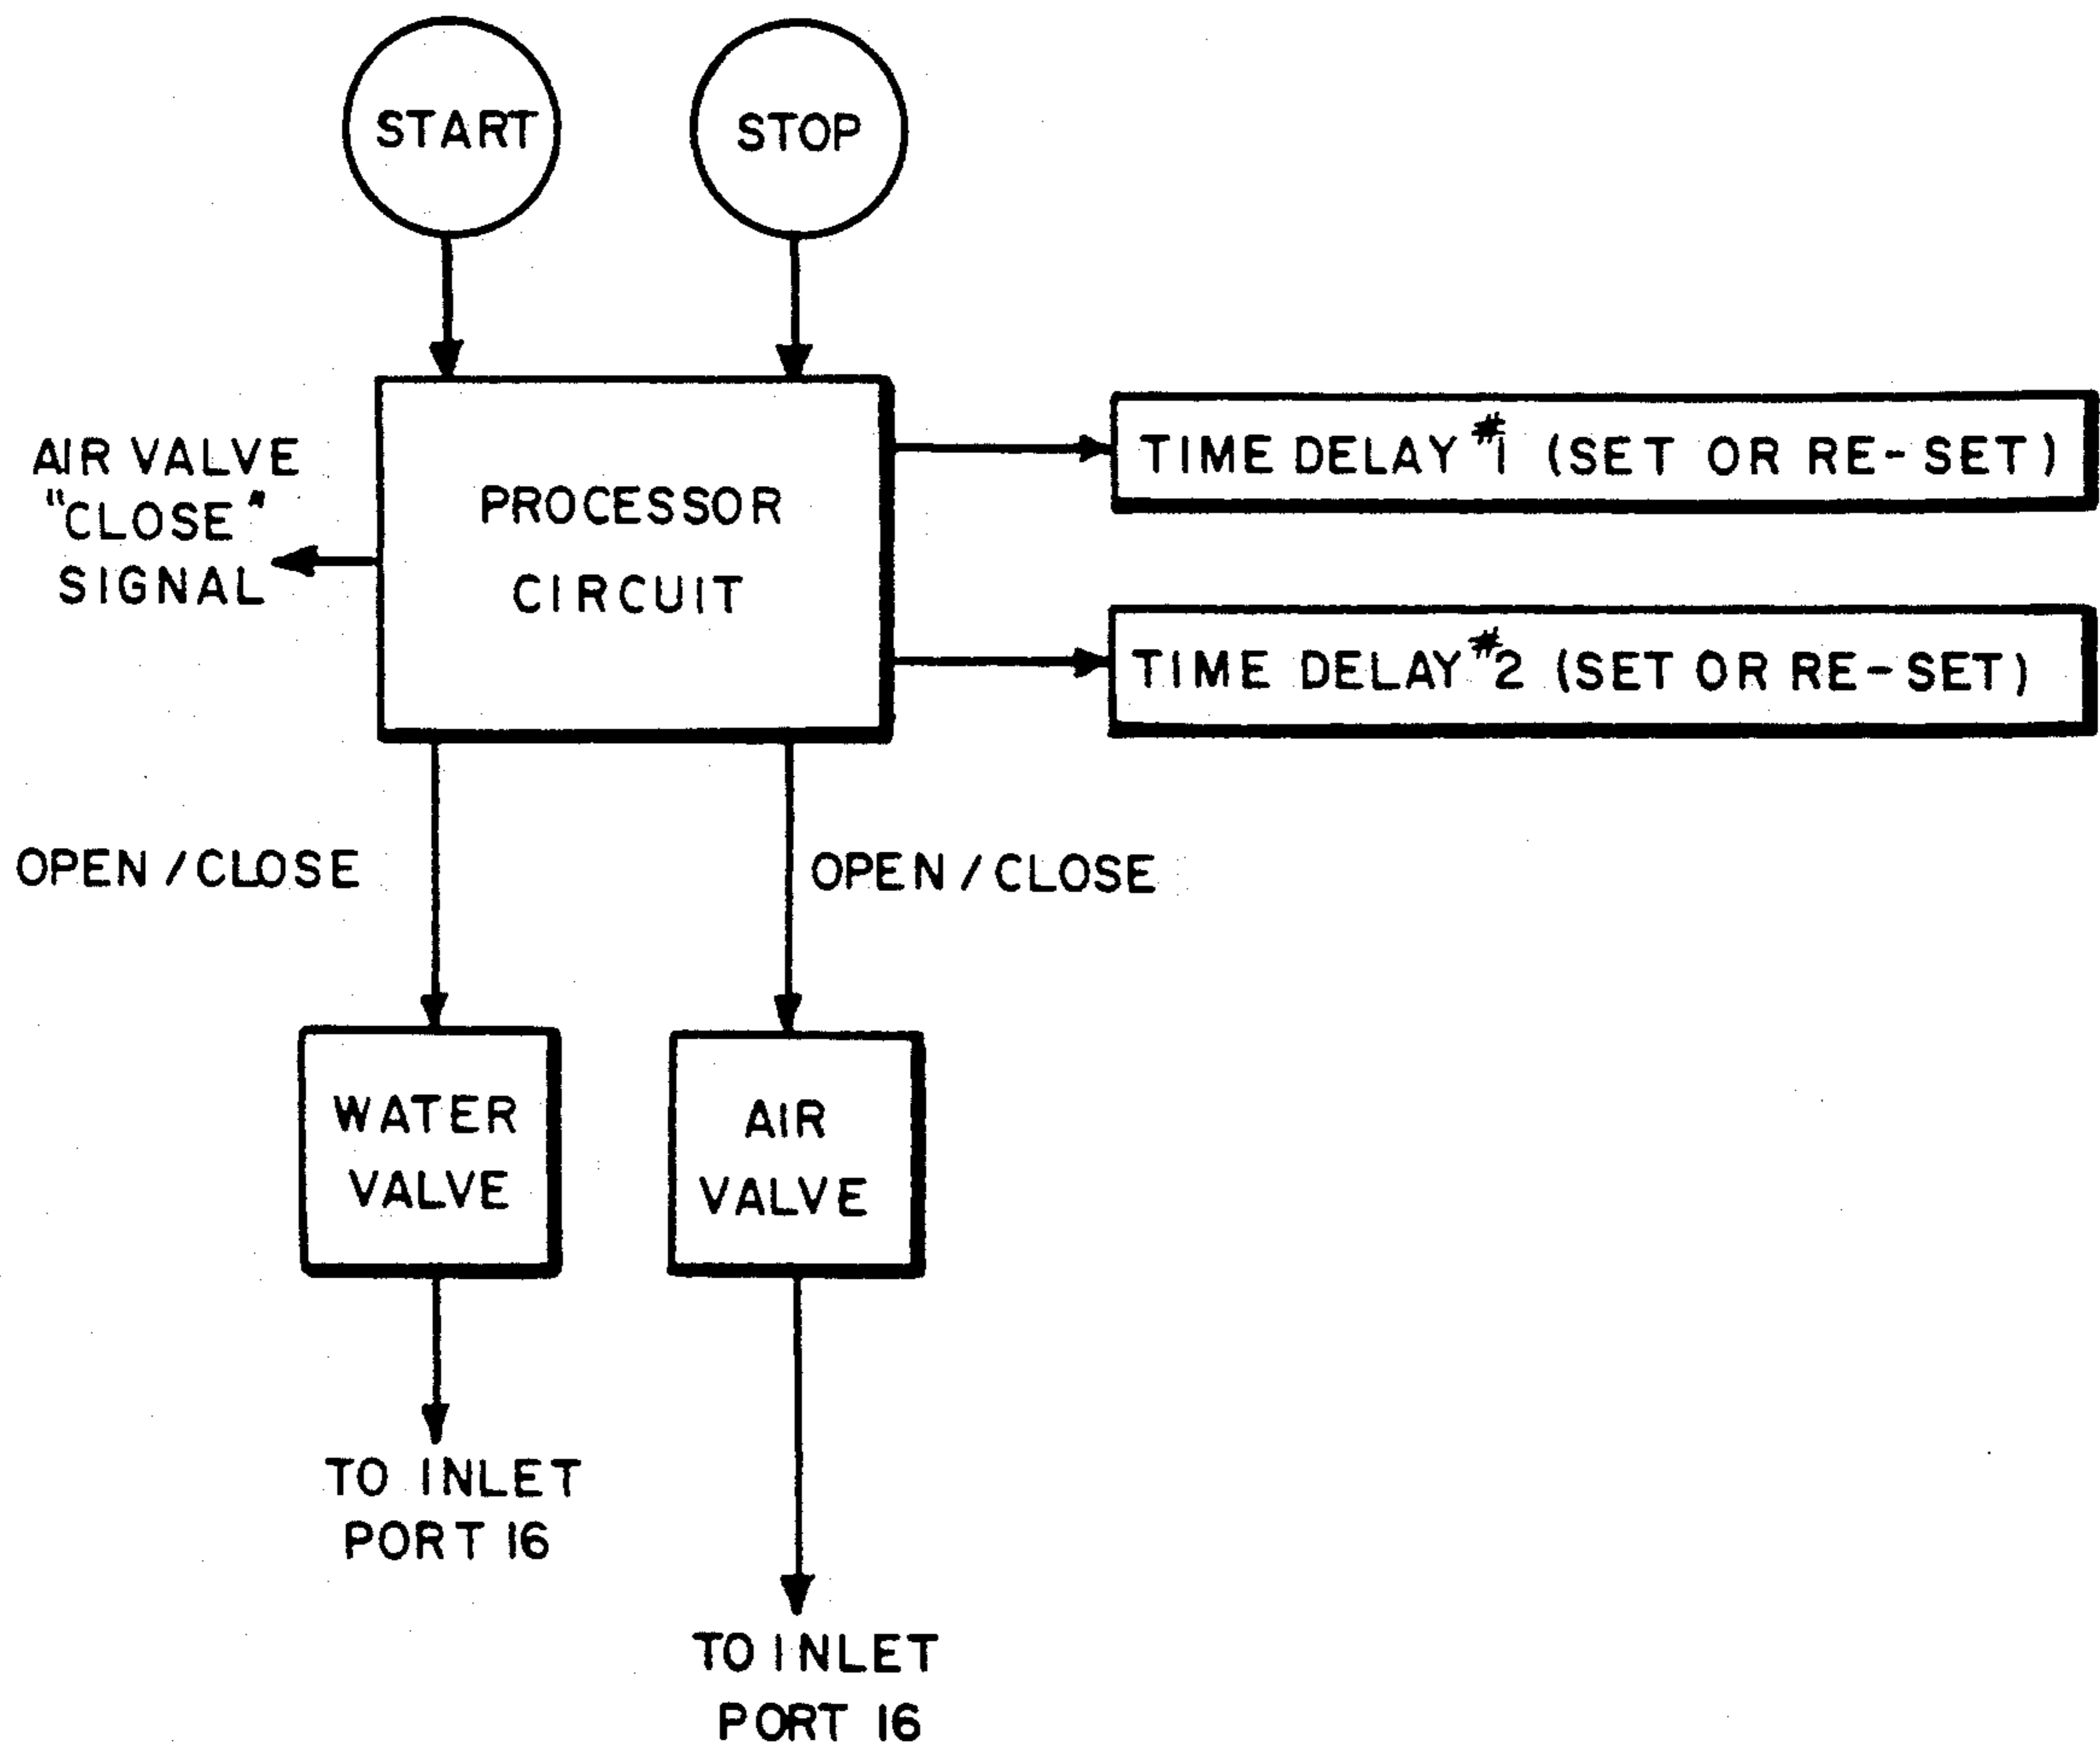 START
STOP
AIR VALVE
"CLOSE"
SIGNAL
PROCESSOR
CIRCUIT
TIME DELAY #1 (SET OR RE-SET)
TIME DELAY #2 (SET OR RE-SET)
OPEN/CLOSE
OPEN/CLOSE
WATER
VALVE
AIR
VALVE
TO INLET
PORT 16
TO INLET
PORT 16